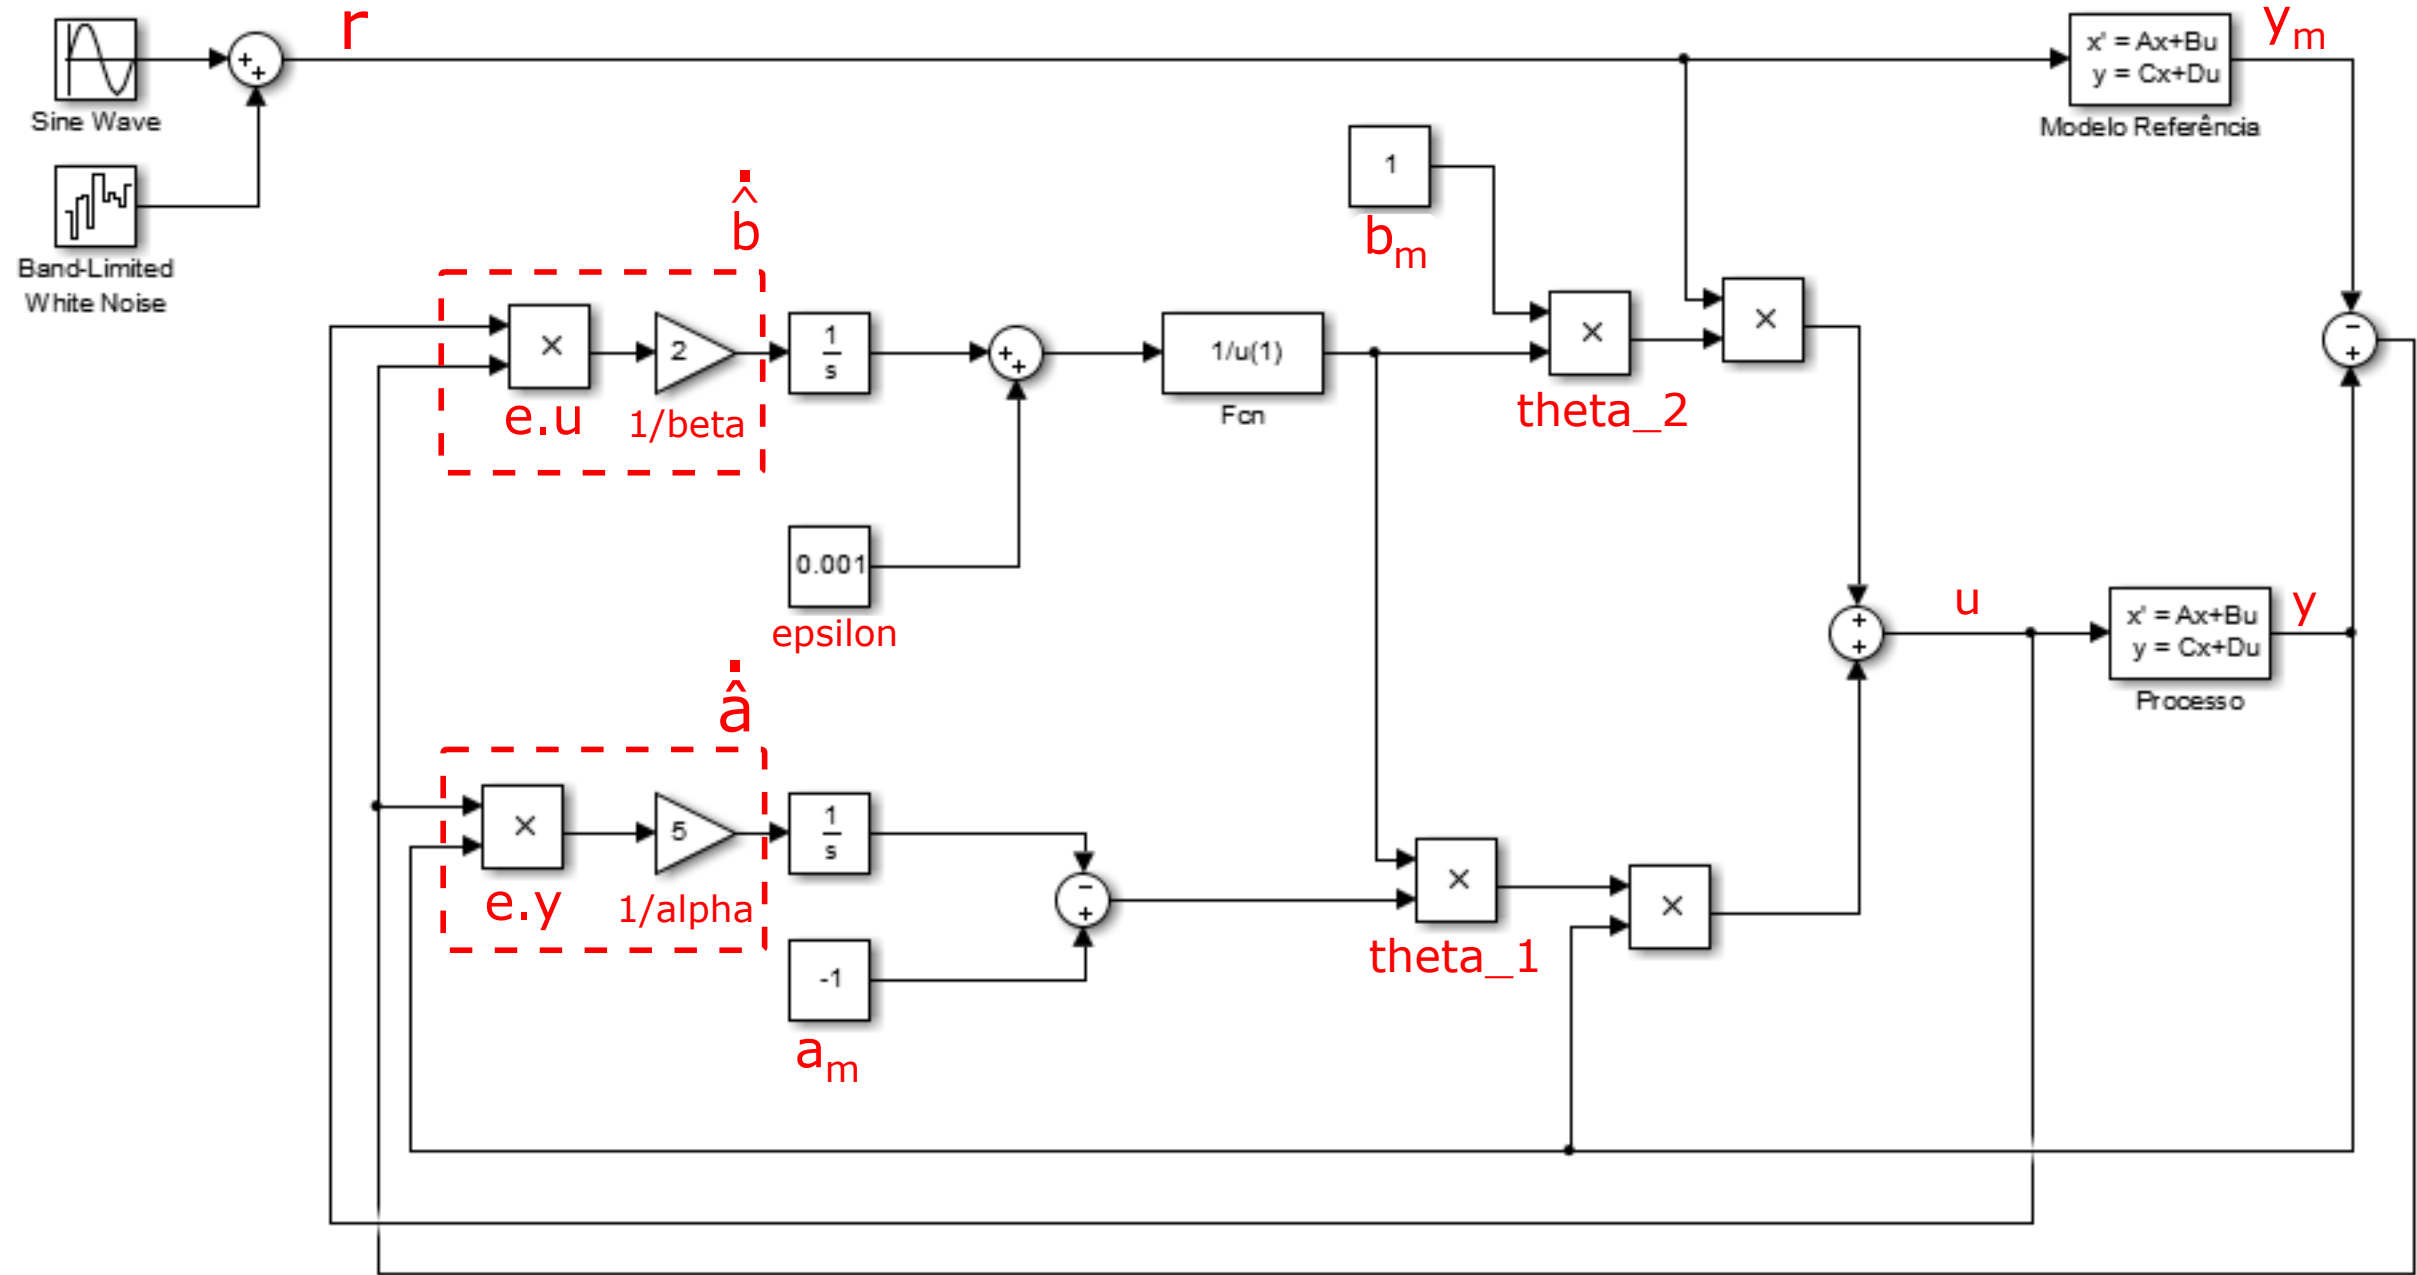 r
y_m
x' = Ax+Bu
y = Cx+Du
Sine Wave
Modelo Referência
1
b_m
Band-Limited
White Noise
b̂̇
×
2
1
s
1/u(1)
×
×
e.u
1/beta
Fcn
theta_2
0.001
epsilon
u
y
x' = Ax+Bu
y = Cx+Du
Processo
â̇
×
5
1
s
×
×
e.y
1/alpha
theta_1
-1
a_m